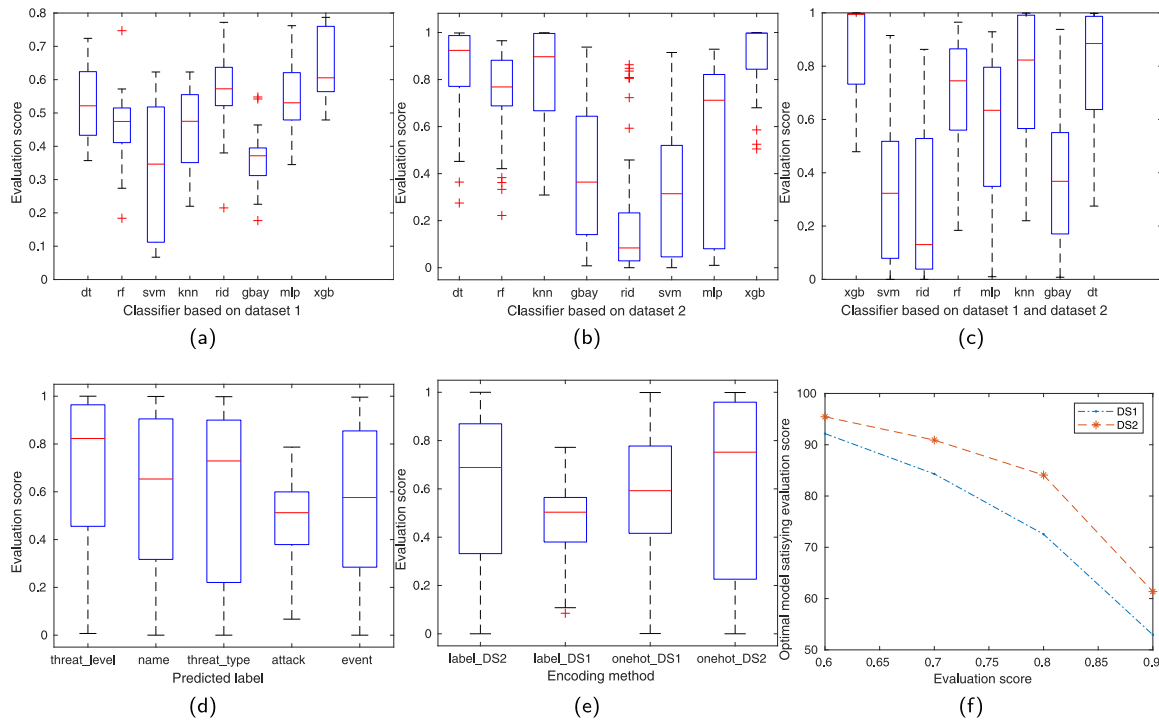 0.8
0.7
0.6
0.5
0.4
0.3
0.2
0.1
0
Evaluation score
dt rf svm knn rid gbay mlp xgb
Classifier based on dataset 1
(a)
1
0.8
0.6
0.4
0.2
0
Evaluation score
dt rf knn gbay rid svm mlp xgb
Classifier based on dataset 2
(b)
1
0.8
0.6
0.4
0.2
0
Evaluation score
xgb svm rid rf mlp knn gbay dt
Classifier based on dataset 1 and dataset 2
(c)
1
0.8
0.6
0.4
0.2
0
Evaluation score
threat_level name threat_type attack event
Predicted label
(d)
1
0.8
0.6
0.4
0.2
0
Evaluation score
label_DS2 label_DS1 onehot_DS1 onehot_DS2
Encoding method
(e)
100
90
80
70
60
50
Optimal model satisying evaluation score
DS1
DS2
0.6 0.65 0.7 0.75 0.8 0.85 0.9
Evaluation score
(f)